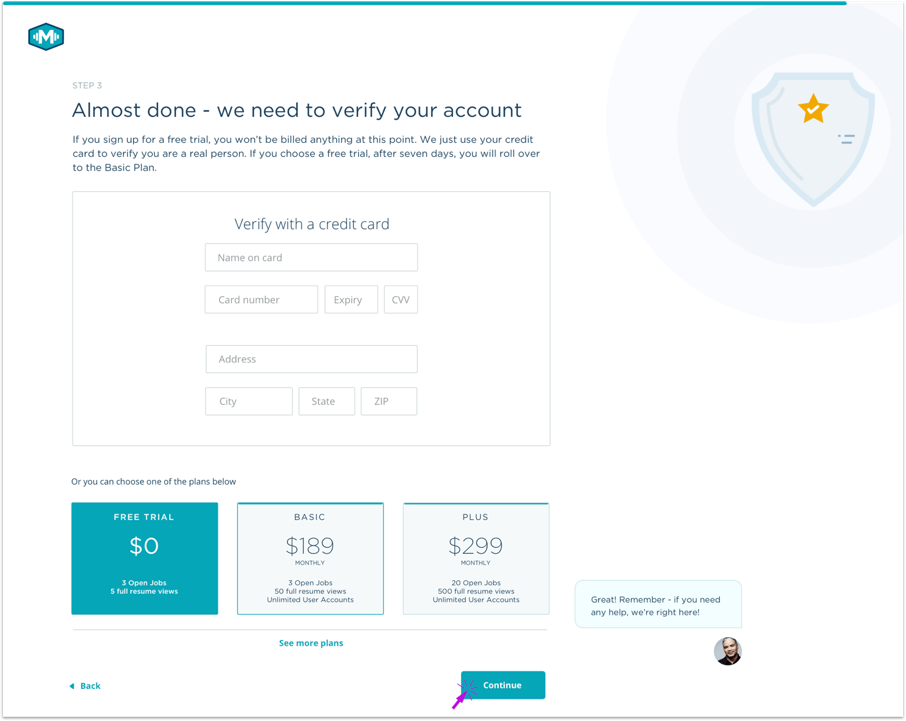 M
STEP 3
Almost done - we need to verify your account
If you sign up for a free trial, you won't be billed anything at this point. We just use your credit
card to verify you are a real person. If you choose a free trial, after seven days, you will roll over
to the Basic Plan.
Verify with a credit card
Name on card
Card number Expiry CVV
Address
City State ZIP
Or you can choose one of the plans below
FREE TRIAL
$0
3 Open Jobs
5 full resume views
BASIC
$189
MONTHLY
3 Open Jobs
50 full resume views
Unlimited User Accounts
PLUS
$299
MONTHLY
20 Open Jobs
500 full resume views
Unlimited User Accounts
Great! Remember - if you need
any help, we're right here!
See more plans
Back
Continue